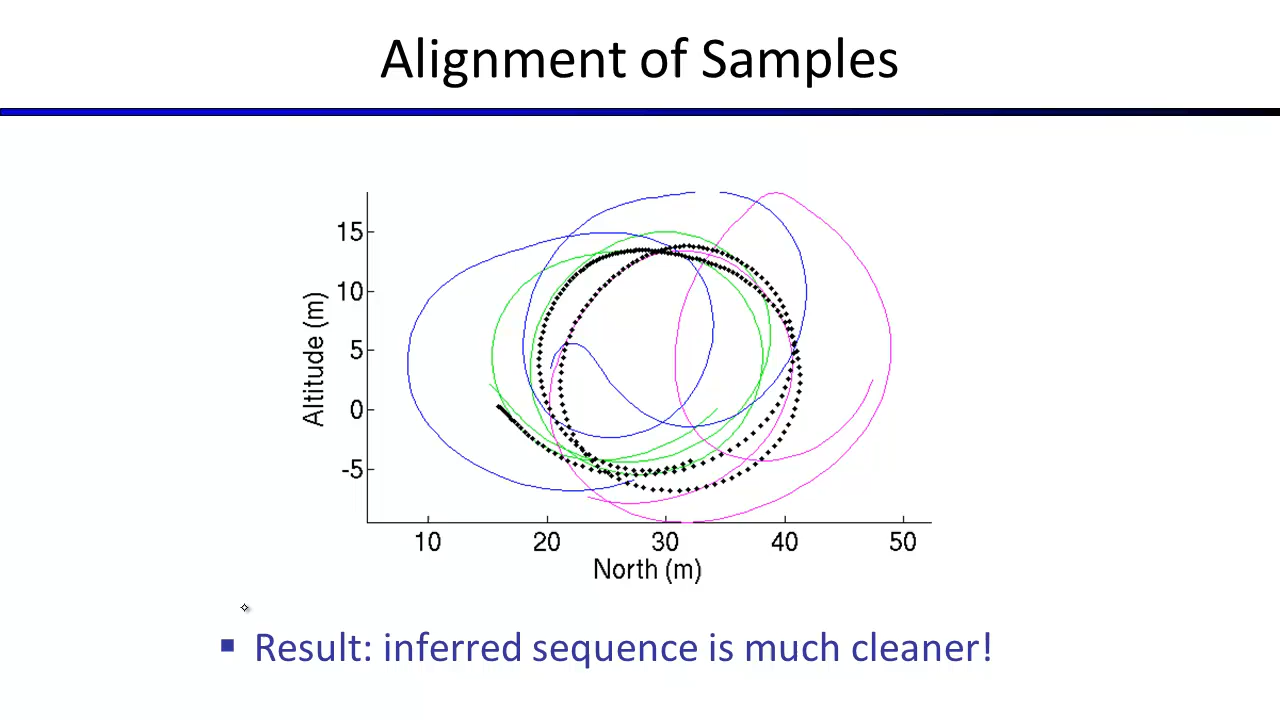 Alignment of Samples
15
10
5
0
-5
Altitude (m)
10 20 30 40 50
North (m)
Result: inferred sequence is much cleaner!